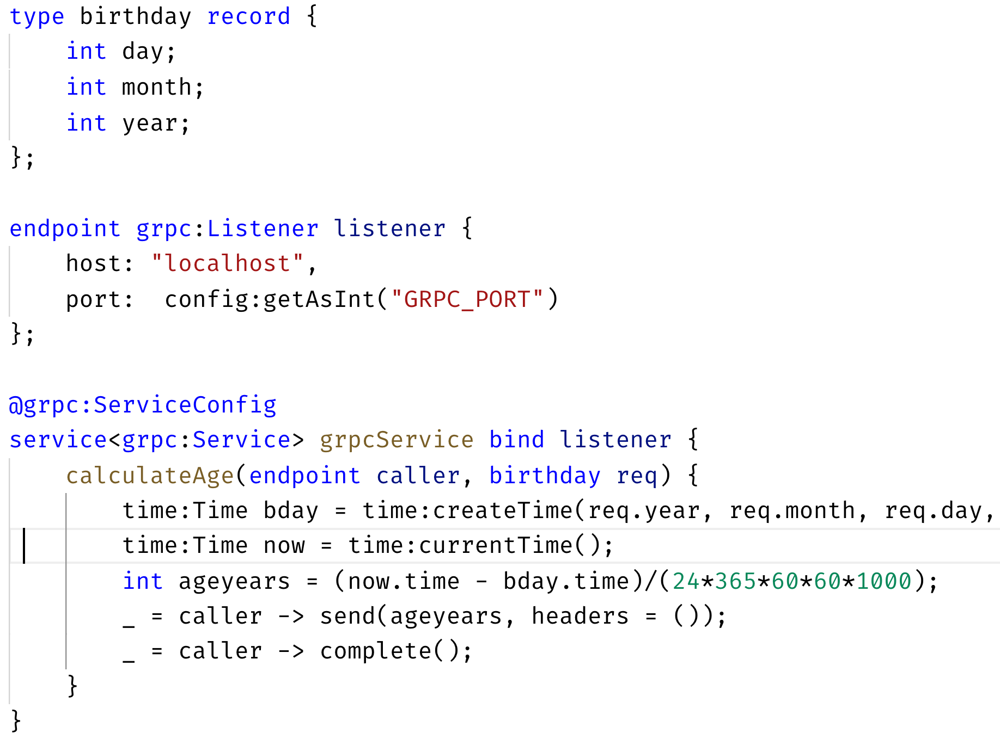 type birthday record {
    int day;
    int month;
    int year;
};

endpoint grpc:Listener listener {
    host: "localhost",
    port:  config:getAsInt("GRPC_PORT")
};

@grpc:ServiceConfig
service<grpc:Service> grpcService bind listener {
    calculateAge(endpoint caller, birthday req) {
        time:Time bday = time:createTime(req.year, req.month, req.day,
        time:Time now = time:currentTime();
        int ageyears = (now.time - bday.time)/(24*365*60*60*1000);
        _ = caller -> send(ageyears, headers = ());
        _ = caller -> complete();
    }
}